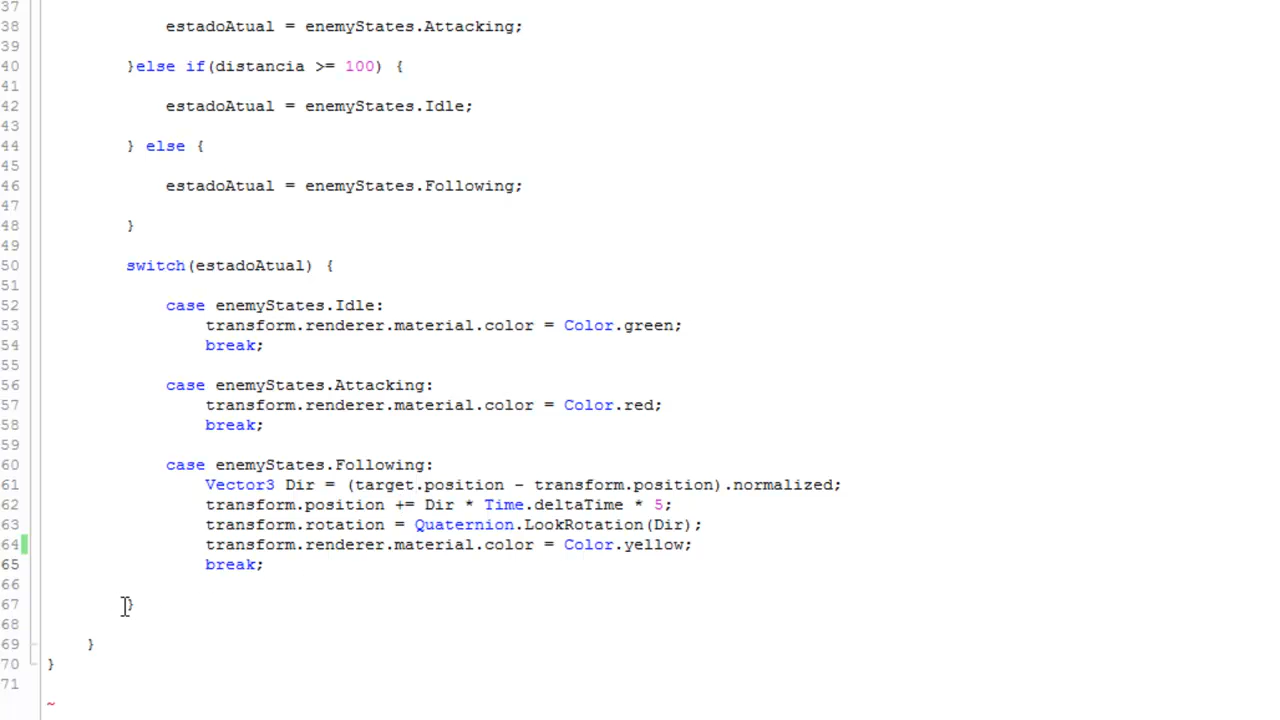 37
38 estadoAtual = enemyStates.Attacking;
39
40 }else if(distancia >= 100) {
41
42 estadoAtual = enemyStates.Idle;
43
44 } else {
45
46 estadoAtual = enemyStates.Following;
47
48 }
49
50 switch(estadoAtual) {
51
52 case enemyStates.Idle:
53 transform.renderer.material.color = Color.green;
54 break;
55
56 case enemyStates.Attacking:
57 transform.renderer.material.color = Color.red;
58 break;
59
60 case enemyStates.Following:
61 Vector3 Dir = (target.position - transform.position).normalized;
62 transform.position += Dir * Time.deltaTime * 5;
63 transform.rotation = Quaternion.LookRotation(Dir);
64 transform.renderer.material.color = Color.yellow;
65 break;
66
67 }
68
69 }
70 }
71
~